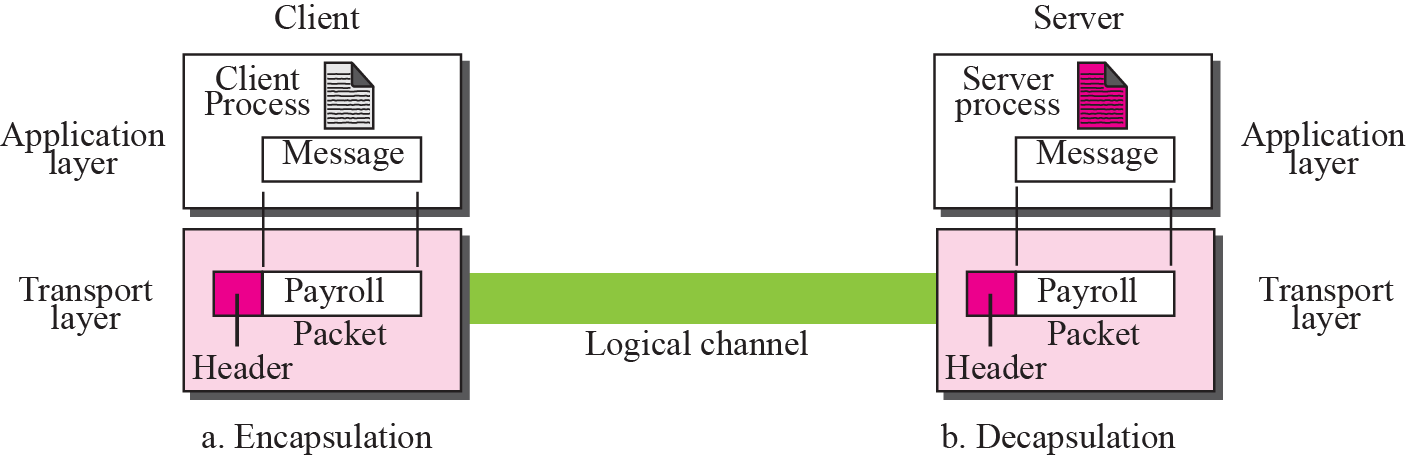 Client
Server
Client
Process
Message
Server
process
Message
Application
layer
Application
layer
Transport
layer
Payroll
Packet
Header
Logical channel
Payroll
Packet
Header
Transport
layer
a. Encapsulation
b. Decapsulation